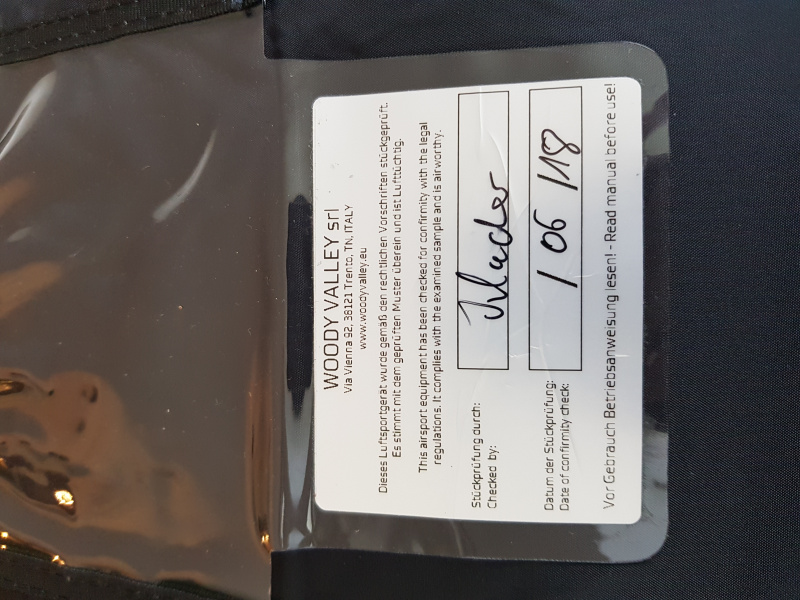 WOODY VALLEY srl
Via Vienna 92, 38121 Trento, TN, ITALY
www.woodyvalley.eu
Dieses Luftsportgerät wurde gemäß den rechtlichen Vorschriften stückgeprüft.
Es stimmt mit dem geprüften Muster überein und ist Lufttüchtig.
This airsport equipment has been checked for confirmity with the legal
regulations. It complies with the examined sample and is airworthy.
Stückprüfung durch:
Checked by:
Datum der Stückprüfung:
Date of confirmity check:
/ 06 /18
Vor Gebrauch Betriebsanweisung lesen! - Read manual before use!